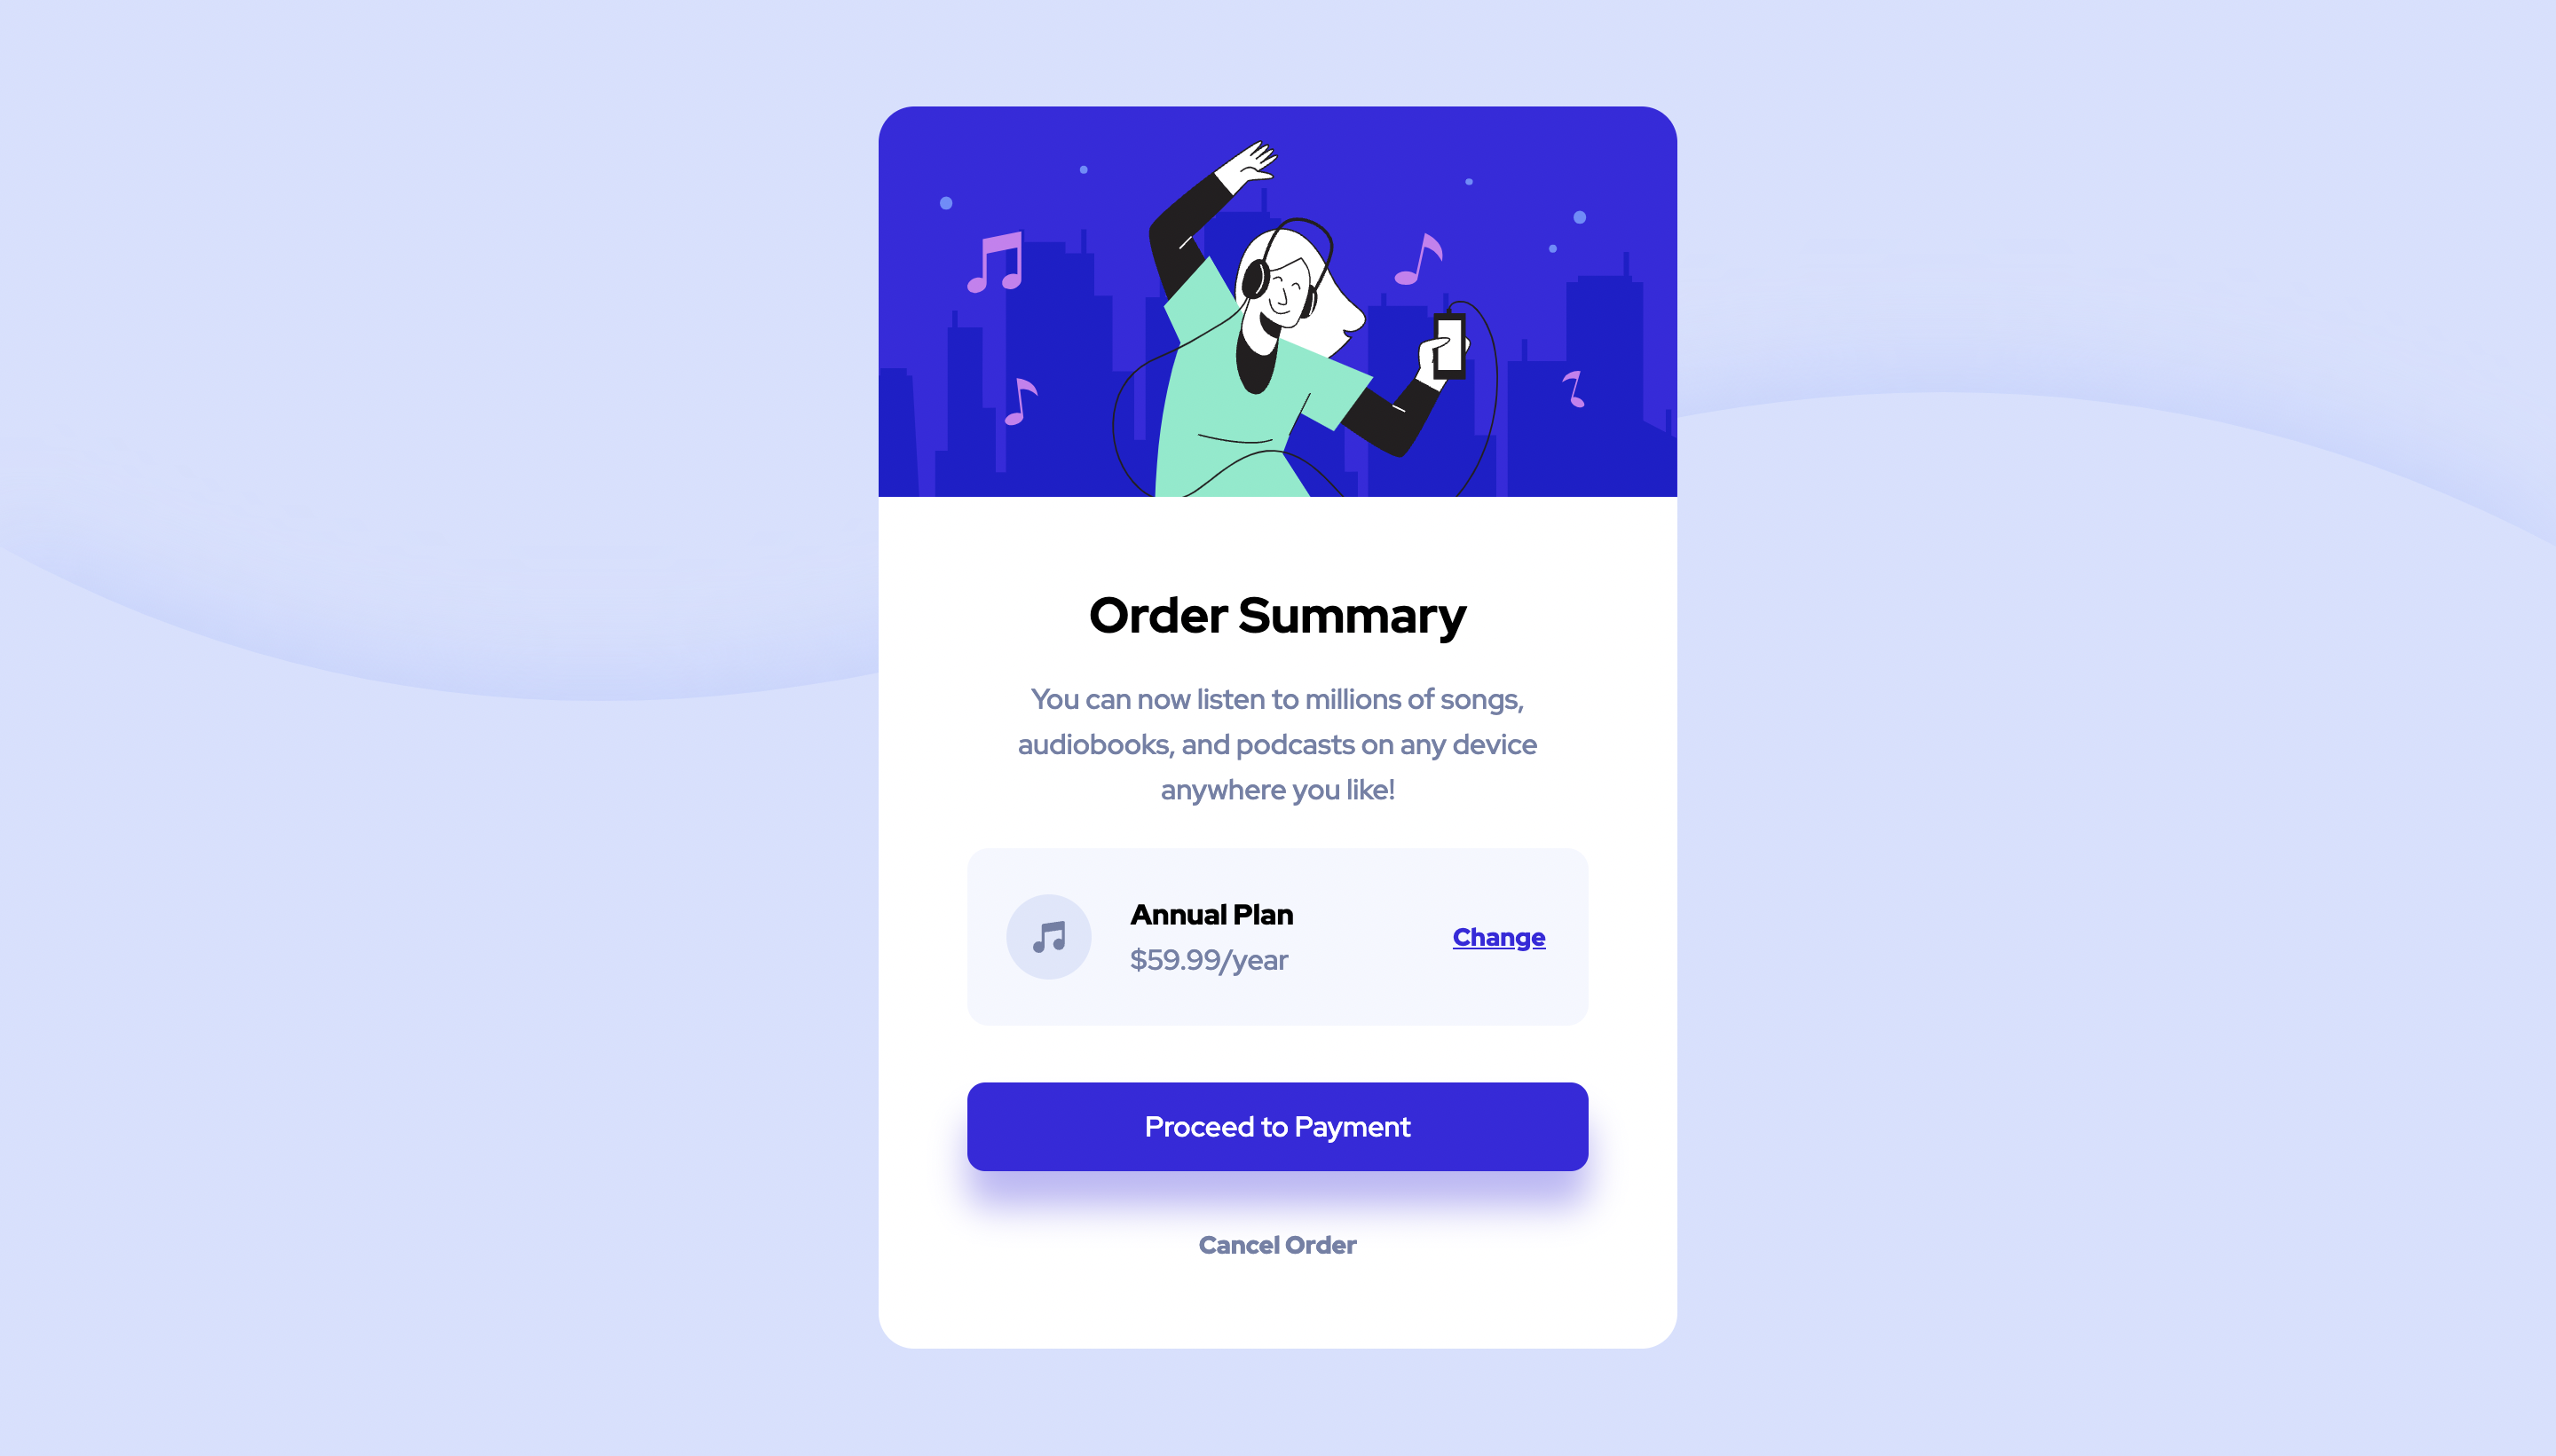 Order Summary
You can now listen to millions of songs,
audiobooks, and podcasts on any device
anywhere you like!
Annual Plan
$59.99/year
Change
Proceed to Payment
Cancel Order